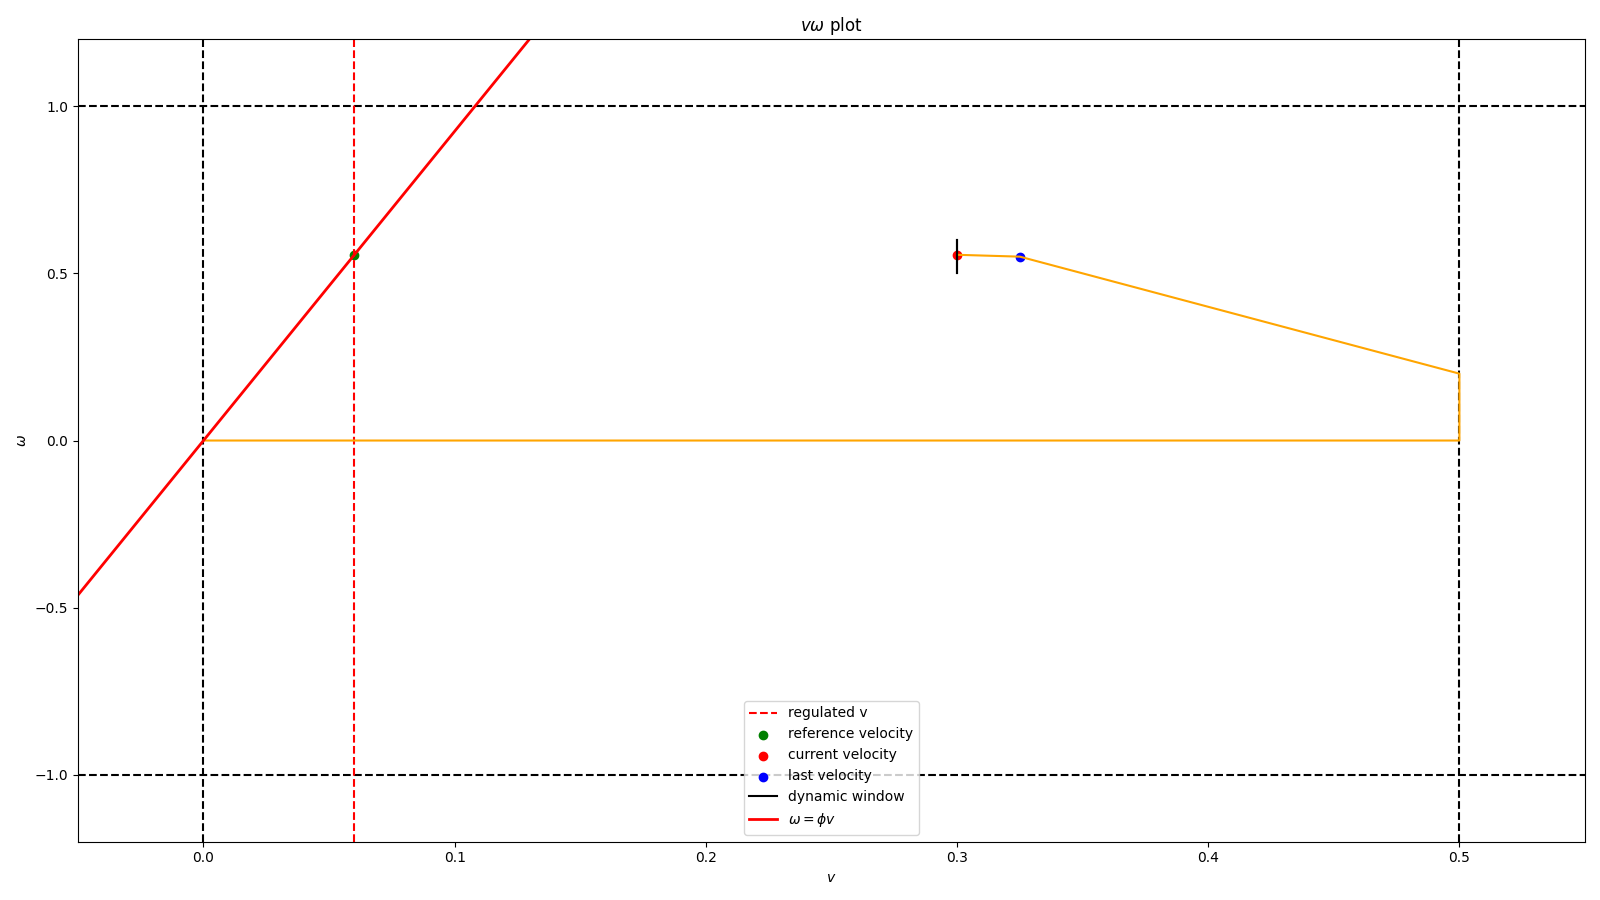 vω plot
1.0
0.5
0.0
−0.5
−1.0
ω
0.0 0.1 0.2 0.3 0.4 0.5
v
regulated v
reference velocity
current velocity
last velocity
dynamic window
ω = ϕv